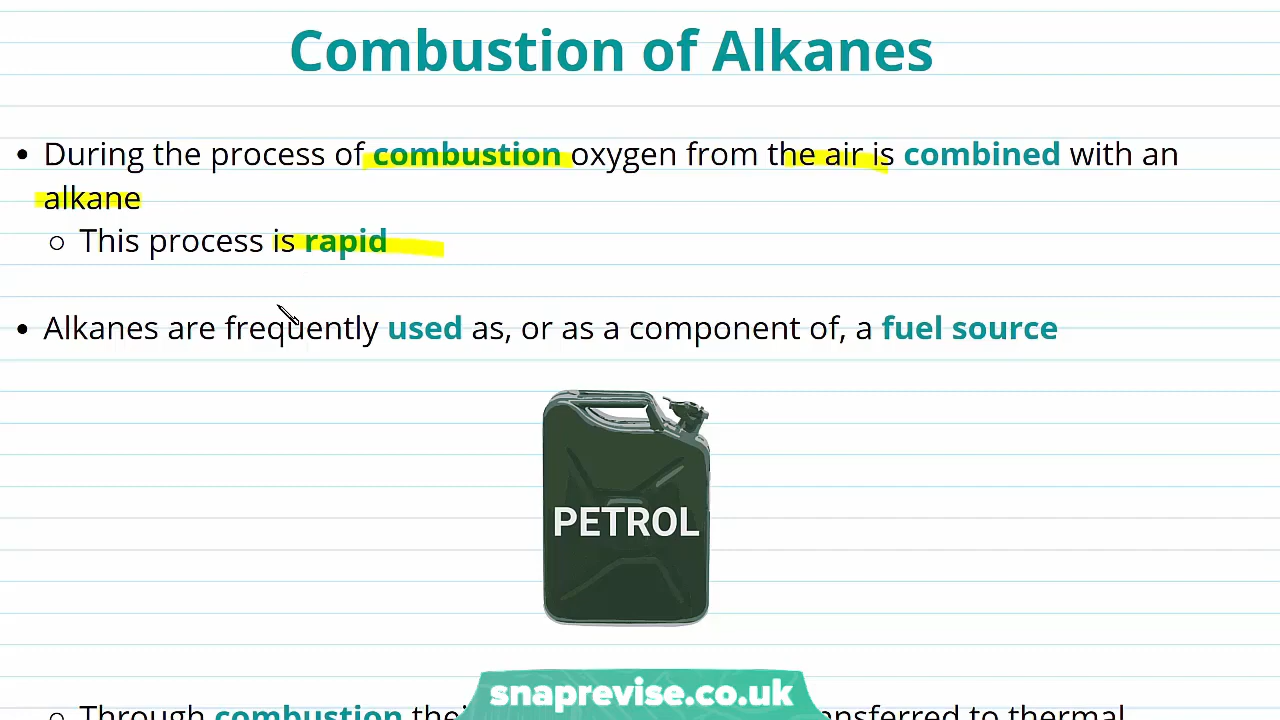 Combustion of Alkanes
• During the process of combustion oxygen from the air is combined with an
alkane
○ This process is rapid
• Alkanes are frequently used as, or as a component of, a fuel source
PETROL
snaprevise.co.uk
○ Through combustion transferred to thermal